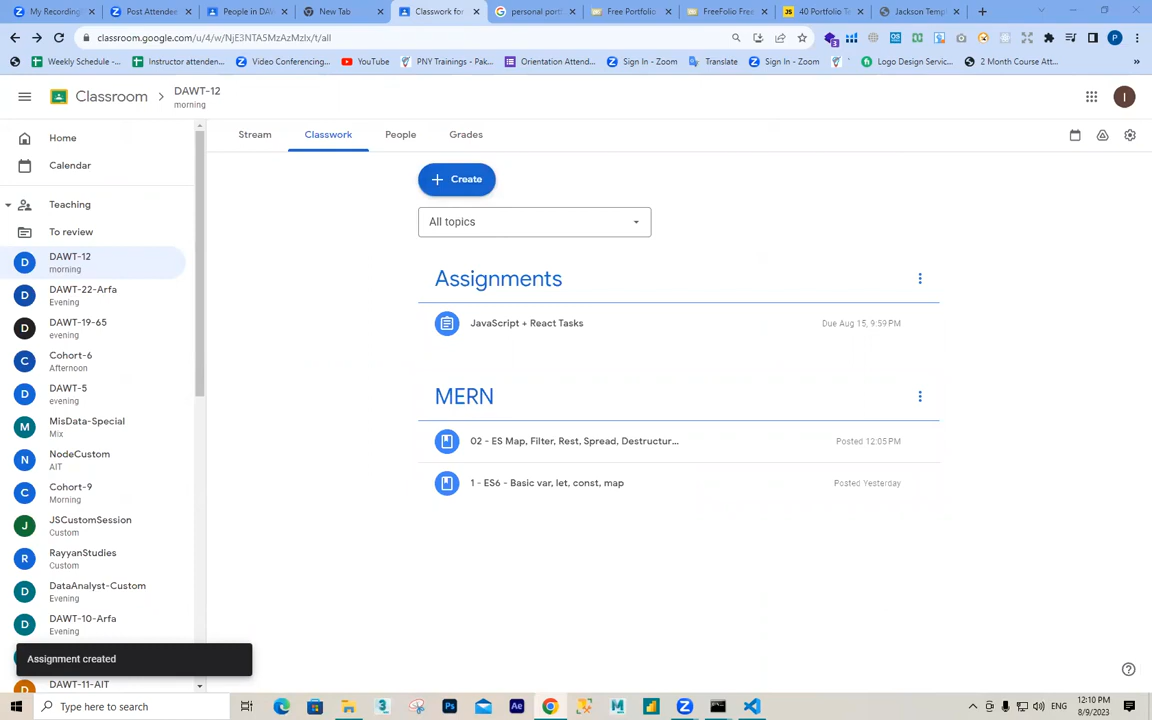 My Recording
Post Attendee
People in DAW
New Tab
Classwork for
personal port
Free Portfolio
FreeFolio Free
40 Portfolio Te
Jackson Temp
classroom.google.com/u/4/w/NjE3NTA5MzAzMzIx/t/all
Weekly Schedule -...
Instructor attenden...
Video Conferencing,...
YouTube
PNY Trainings - Pak...
Orientation Attend...
Sign In - Zoom
Translate
Sign In - Zoom
Logo Design Servic...
2 Month Course Att...
»
Classroom
DAWT-12
morning
I
Stream
Classwork
People
Grades
Home
Calendar
Teaching
To review
D DAWT-12
morning
D DAWT-22-Arfa
Evening
D DAWT-19-65
evening
C Cohort-6
Afternoon
D DAWT-5
evening
M MisData-Special
Mix
N NodeCustom
AIT
C Cohort-9
Morning
J JSCustomSession
Custom
R RayyanStudies
Custom
D DataAnalyst-Custom
Evening
D DAWT-10-Arfa
Evening
D DAWT-11-AIT
Create
All topics
Assignments
JavaScript + React Tasks
Due Aug 15, 9:59 PM
MERN
02 - ES Map, Filter, Rest, Spread, Destructur...
Posted 12:05 PM
1 - ES6 - Basic var, let, const, map
Posted Yesterday
Assignment created
Type here to search
ENG
12:10 PM
8/9/2023